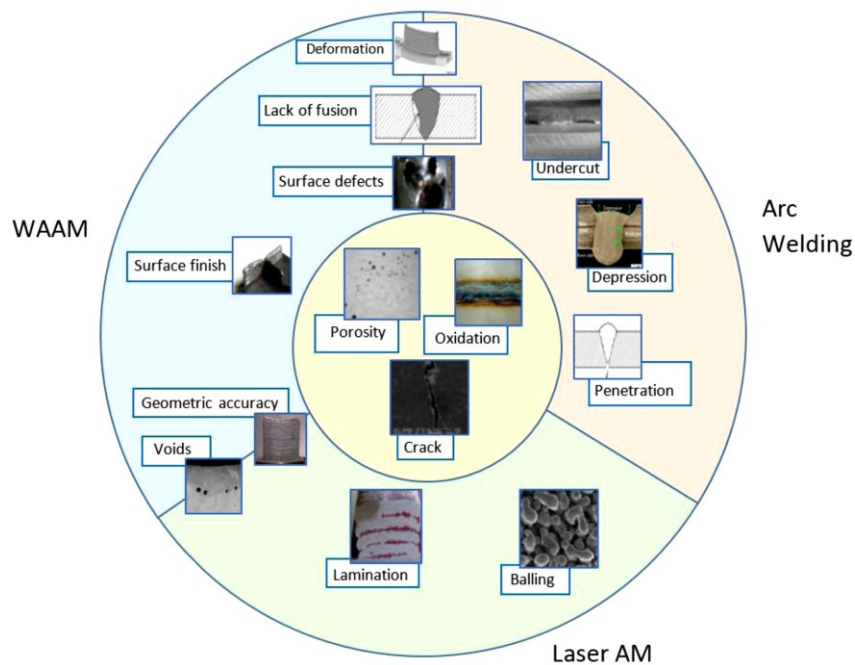 Deformation
Lack of fusion
Undercut
Surface defects
WAAM
Arc
Welding
Surface finish
Depression
Porosity
Oxidation
Penetration
Geometric accuracy
Crack
Voids
Lamination
Balling
Laser AM